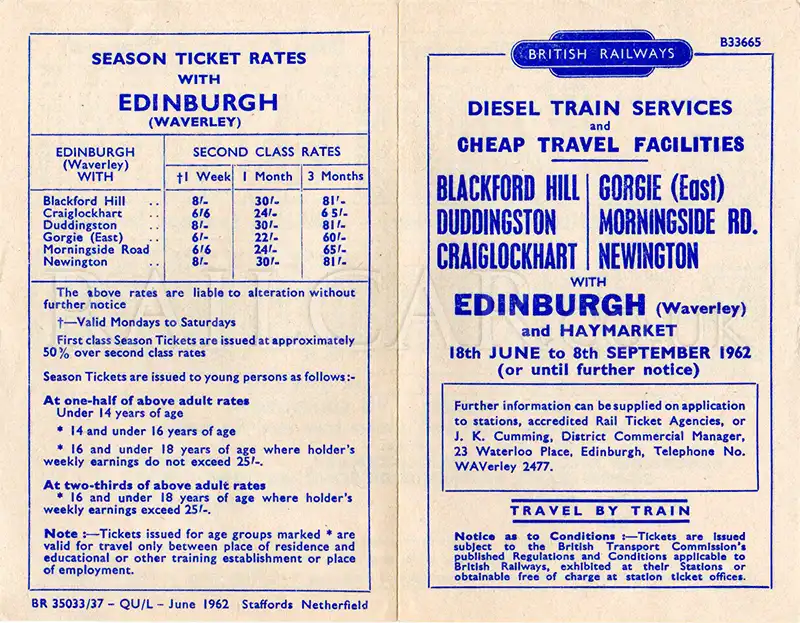 SEASON TICKET RATES
WITH
EDINBURGH
(WAVERLEY)
EDINBURGH
(Waverley)
WITH
SECOND CLASS RATES
†1 Week
1 Month
3 Months
Blackford Hill .. 8/- 30/- 81/-
Craiglockhart .. 6/6 24/- 65/-
Duddingston .. 8/- 30/- 81/-
Gorgie (East) .. 6/- 22/- 60/-
Morningside Road 6/6 24/- 65/-
Newington .. 8/- 30/- 81/-
The above rates are liable to alteration without
further notice
†—Valid Mondays to Saturdays
First class Season Tickets are issued at approximately
50% over second class rates
Season Tickets are issued to young persons as follows:-
At one-half of above adult rates
Under 14 years of age
* 14 and under 16 years of age
* 16 and under 18 years of age where holder's
weekly earnings do not exceed 25/-.
At two-thirds of above adult rates
* 16 and under 18 years of age where holder's
weekly earnings exceed 25/-.
Note :—Tickets issued for age groups marked * are
valid for travel only between place of residence and
educational or other training establishment or place
of employment.
BR 35033/37 – QU/L – June 1962 Staffords Netherfield
B33665
BRITISH RAILWAYS
DIESEL TRAIN SERVICES
and
CHEAP TRAVEL FACILITIES
BLACKFORD HILL GORGIE (East)
DUDDINGSTON MORNINGSIDE RD.
CRAIGLOCKHART NEWINGTON
WITH
EDINBURGH (Waverley)
and HAYMARKET
18th JUNE to 8th SEPTEMBER 1962
(or until further notice)
Further information can be supplied on application
to stations, accredited Rail Ticket Agencies, or
J. K. Cumming, District Commercial Manager,
23 Waterloo Place, Edinburgh, Telephone No.
WAVerley 2477.
TRAVEL BY TRAIN
Notice as to Conditions :—Tickets are issued
subject to the British Transport Commission's
published Regulations and Conditions applicable to
British Railways, exhibited at their Stations or
obtainable free of charge at station ticket offices.
RAILCAR.co.uk